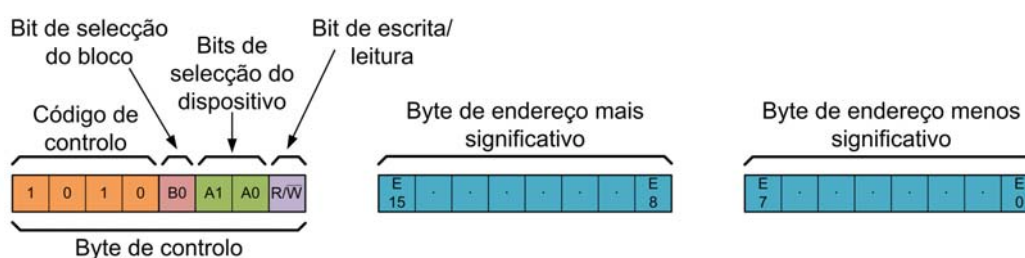 Bit de selecção
do bloco
Bits de
selecção do
dispositivo
Bit de escrita/
leitura
Código de
controlo
1 0 1 0 B0 A1 A0 R/W̅
Byte de controlo
Byte de endereço mais
significativo
E 15 . . . . . . E 8
Byte de endereço menos
significativo
E 7 . . . . . . E 0